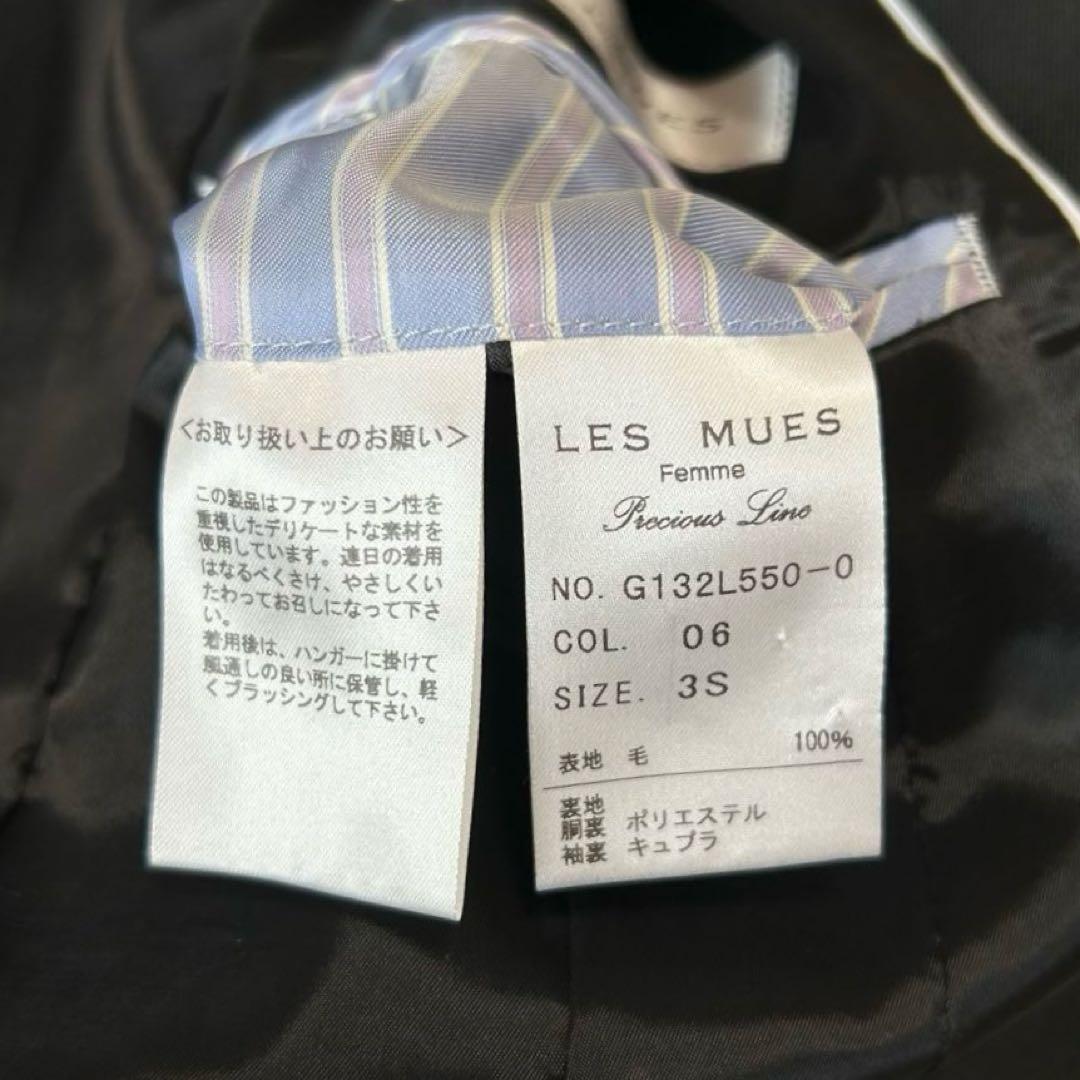 <お取り扱い上のお願い>
この製品はファッション性を
重視したデリケートな素材を
使用しています。連日の着用
はなるべくさけ、やさしくい
たわってお召しになって下さ
い。
着用後は、ハンガーに掛けて
風通しの良い所に保管し、軽
くブラッシングして下さい。
LES MUES
Femme
Precious Line
NO. G132L550-0
COL. 06
SIZE. 3S
表地 毛 100%
裏地
胴裏 ポリエステル
袖裏 キュプラ